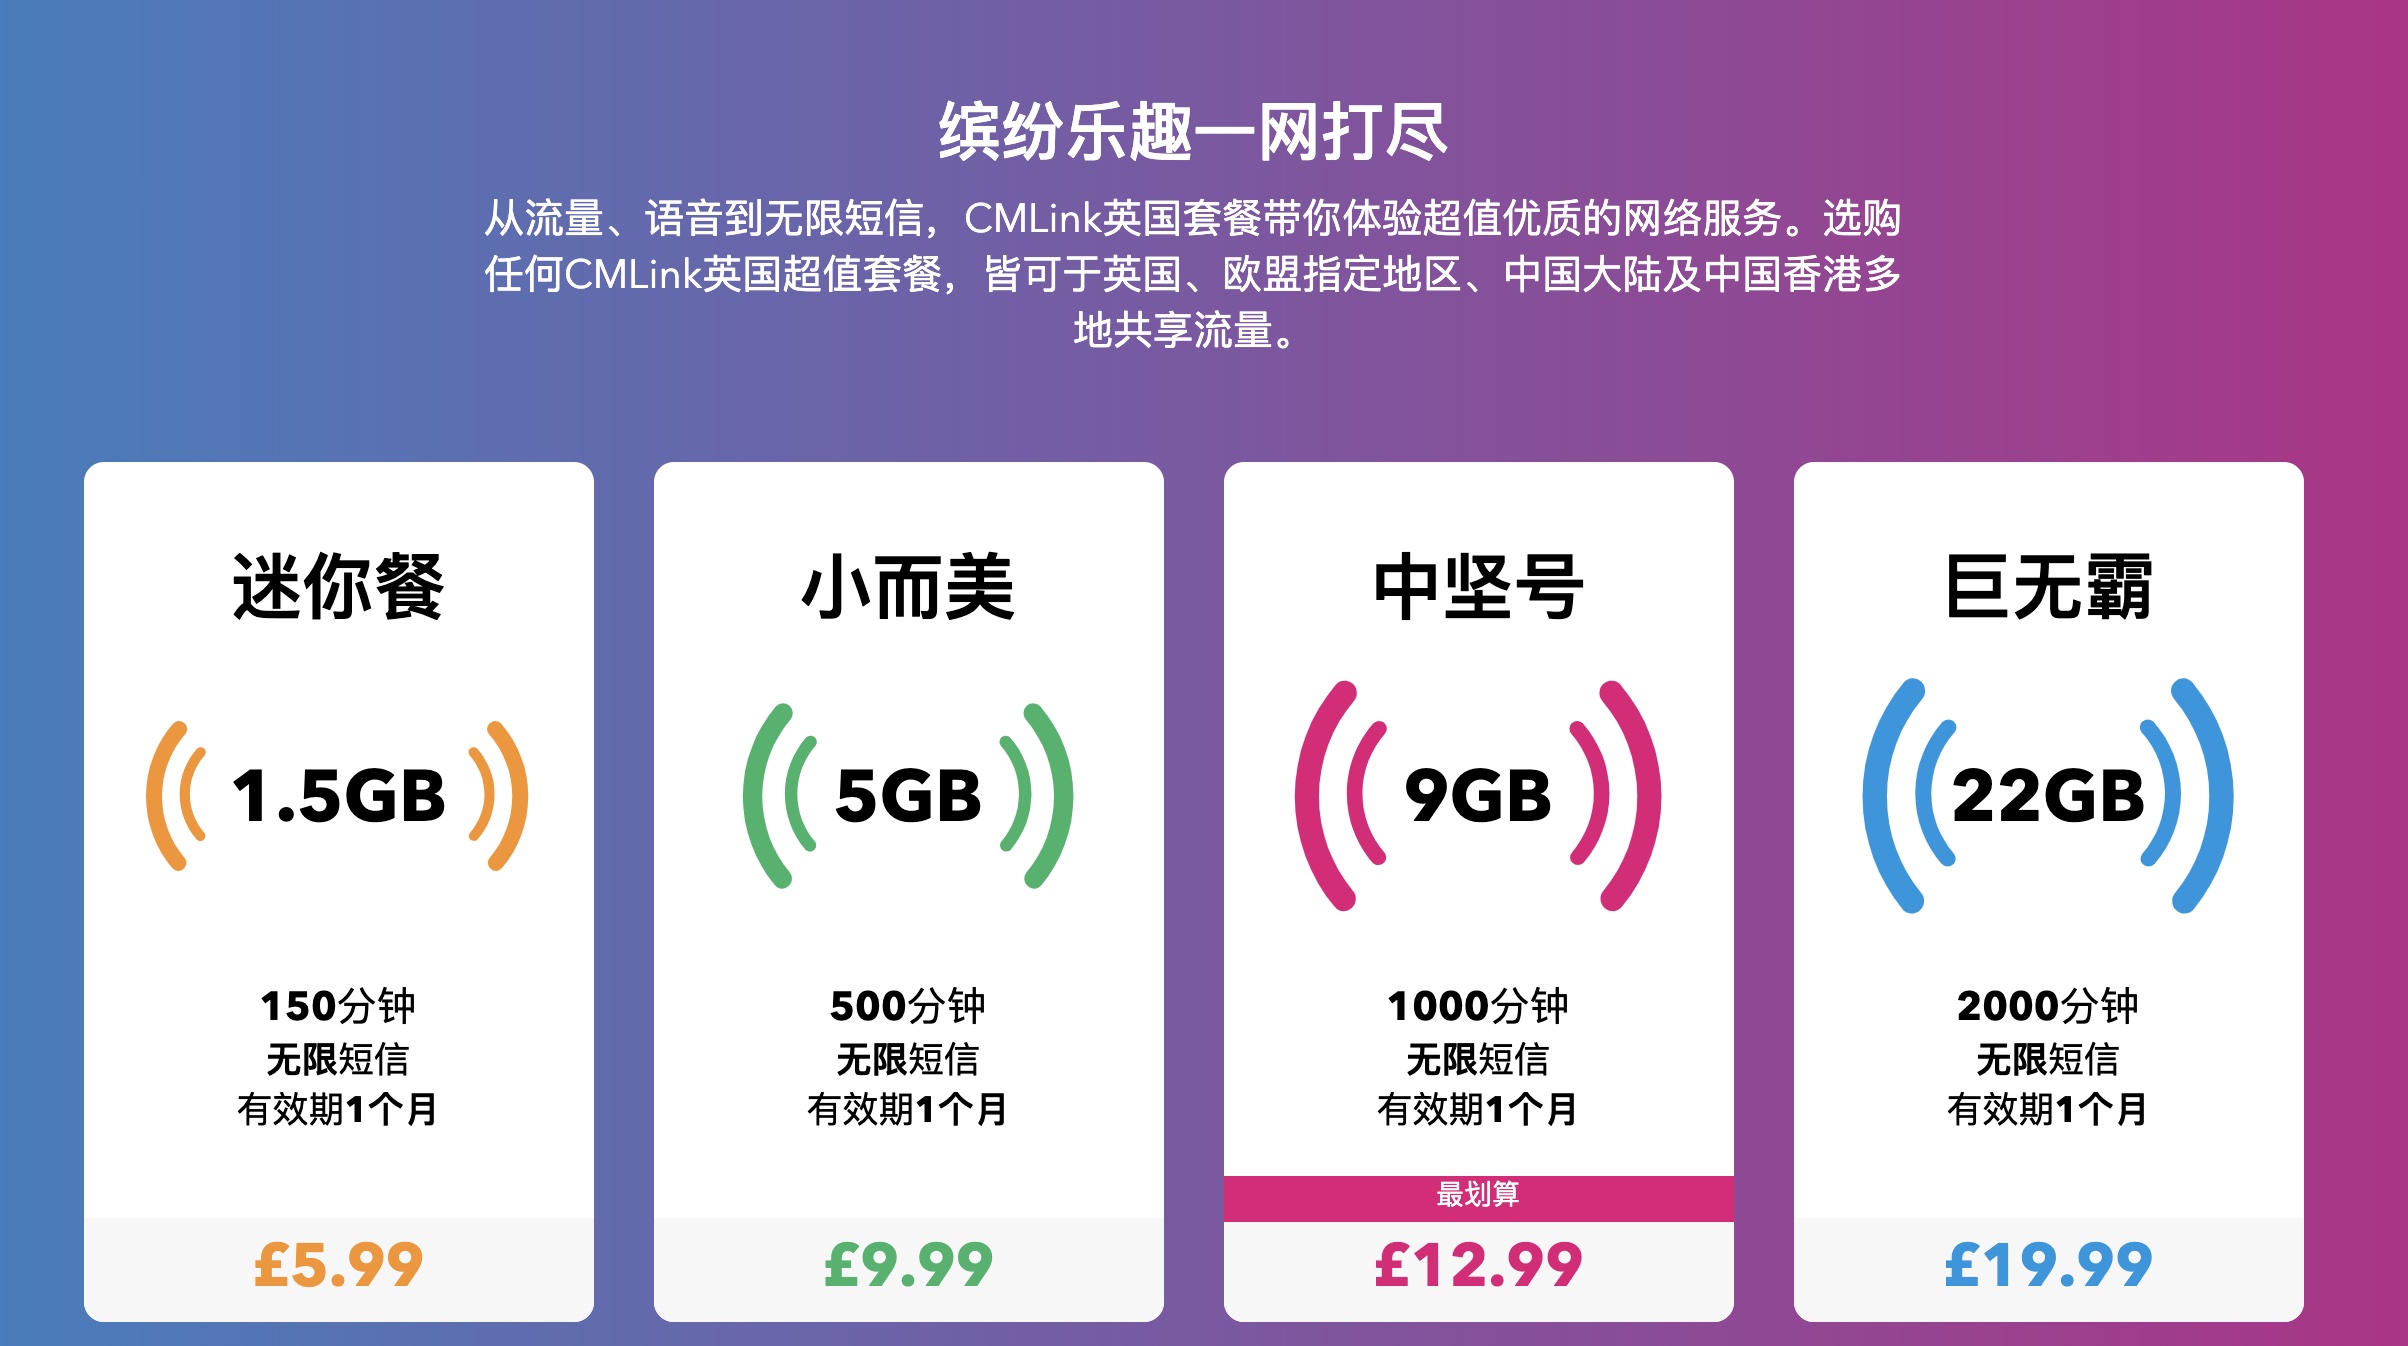 缤纷乐趣一网打尽
从流量、语音到无限短信，CMLink英国套餐带你体验超值优质的网络服务。选购
任何CMLink英国超值套餐，皆可于英国、欧盟指定地区、中国大陆及中国香港多
地共享流量。
迷你餐
1.5GB
150分钟
无限短信
有效期1个月
£5.99
小而美
5GB
500分钟
无限短信
有效期1个月
£9.99
中坚号
9GB
1000分钟
无限短信
有效期1个月
最划算
£12.99
巨无霸
22GB
2000分钟
无限短信
有效期1个月
£19.99